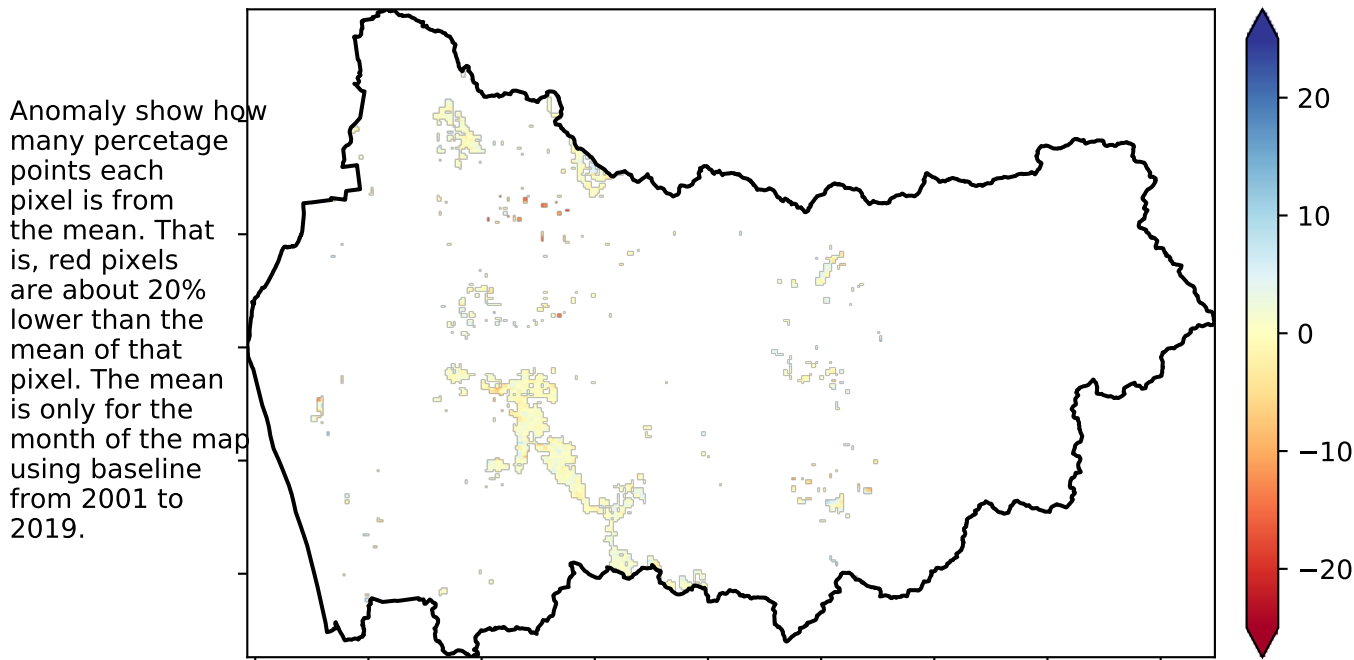 Anomaly show how
many percetage
points each
pixel is from
the mean. That
is, red pixels
are about 20%
lower than the
mean of that
pixel. The mean
is only for the
month of the map
using baseline
from 2001 to
2019.
20
10
0
−10
−20